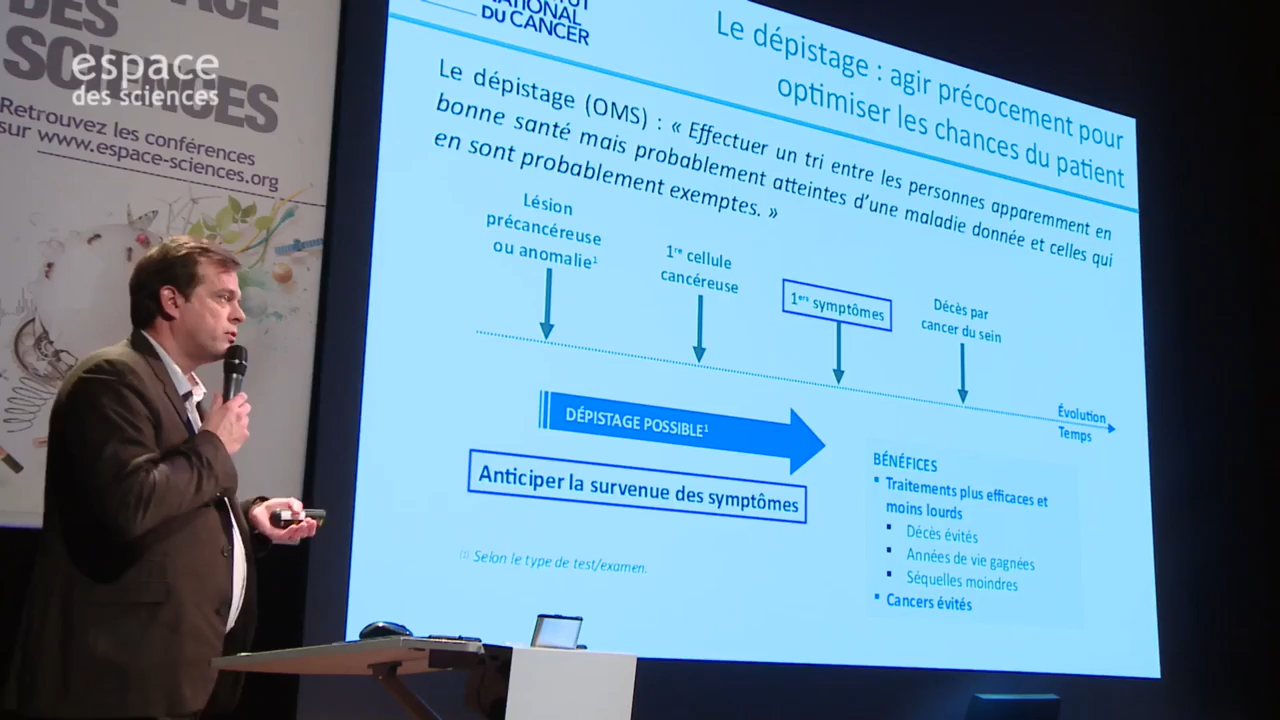 DES
SCIENCES
espace
des sciences
Retrouvez les conférences
sur www.espace-sciences.org
NATIONAL
DU CANCER
Le dépistage : agir précocement pour
optimiser les chances du patient
Le dépistage (OMS) : « Effectuer un tri entre les personnes apparemment en
bonne santé mais probablement atteintes d'une maladie donnée et celles qui
en sont probablement exemptes. »
Lésion
précancéreuse
ou anomalie¹
1re cellule
cancéreuse
1ers symptômes
Décès par
cancer du sein
Évolution
Temps
DÉPISTAGE POSSIBLE¹
Anticiper la survenue des symptômes
(1) Selon le type de test/examen.
BÉNÉFICES
▪ Traitements plus efficaces et
moins lourds
▪ Décès évités
▪ Années de vie gagnées
▪ Séquelles moindres
▪ Cancers évités